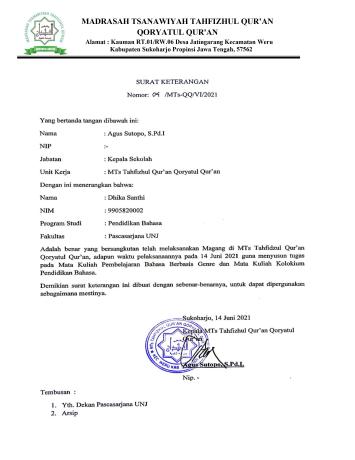 MADRASAH TSANAWIYAH TAHFIZHUL QUR'AN
QORYATUL QUR'AN
Alamat : Kauman RT.01/RW.06 Desa Jatingarang Kecamatan Weru
Kabupaten Sukoharjo Propinsi Jawa Tengah, 57562
SURAT KETERANGAN
Nomor: 04 /MTs-QQ/VI/2021
Yang bertanda tangan dibawah ini:
Nama : Agus Sutopo, S.Pd.I
NIP :-
Jabatan : Kepala Sekolah
Unit Kerja : MTs Tahfizhul Qur'an Qoryatul Qur'an
Dengan ini menerangkan bahwa:
Nama : Dhika Santhi
NIM : 9905820002
Program Studi : Pendidikan Bahasa
Fakultas : Pascasarjana UNJ
Adalah benar yang bersangkutan telah melaksanakan Magang di MTs Tahfidzul Qur'an
Qoryatul Qur'an, adapun waktu pelaksanaannya pada 14 Juni 2021 guna menyusun tugas
pada Mata Kuliah Pembelajaran Bahasa Berbasis Genre dan Mata Kuliah Kolokium
Pendidikan Bahasa.
Demikian surat keterangan ini dibuat dengan sebenar-benarnya, untuk dapat dipergunakan
sebagaimana mestinya.
Sukoharjo, 14 Juni 2021
Kepala MTs Tahfizhul Qur'an Qoryatul
Qur'an
Agus Sutopo, S.Pd.I.
Nip. -
Tembusan :
1. Yth. Dekan Pascasarjana UNJ
2. Arsip